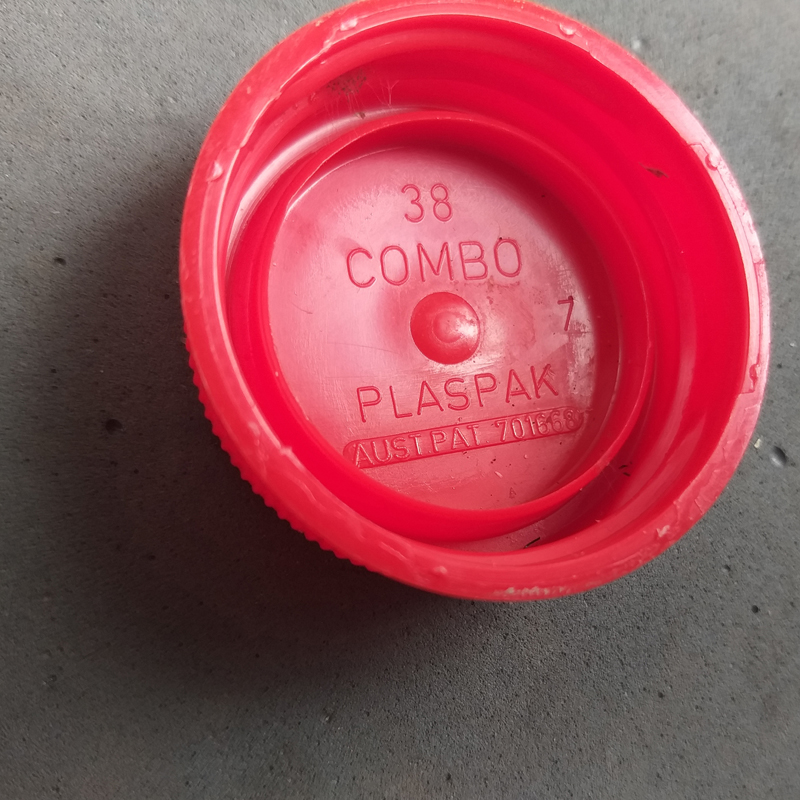 38
COMBO
7
PLASPAK
AUST PAT 701668